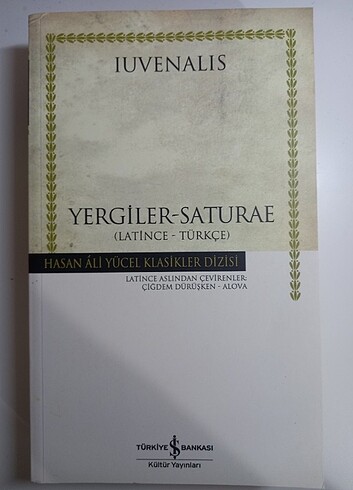 IUVENALIS
YERGİLER-SATURAE
(LATİNCE - TÜRKÇE)
HASAN ÂLİ YÜCEL KLASİKLER DİZİSİ
LATİNCE ASLINDAN ÇEVİRENLER:
ÇİĞDEM DÜRÜŞKEN - ALOVA
TÜRKİYE İŞ BANKASI
Kültür Yayınları